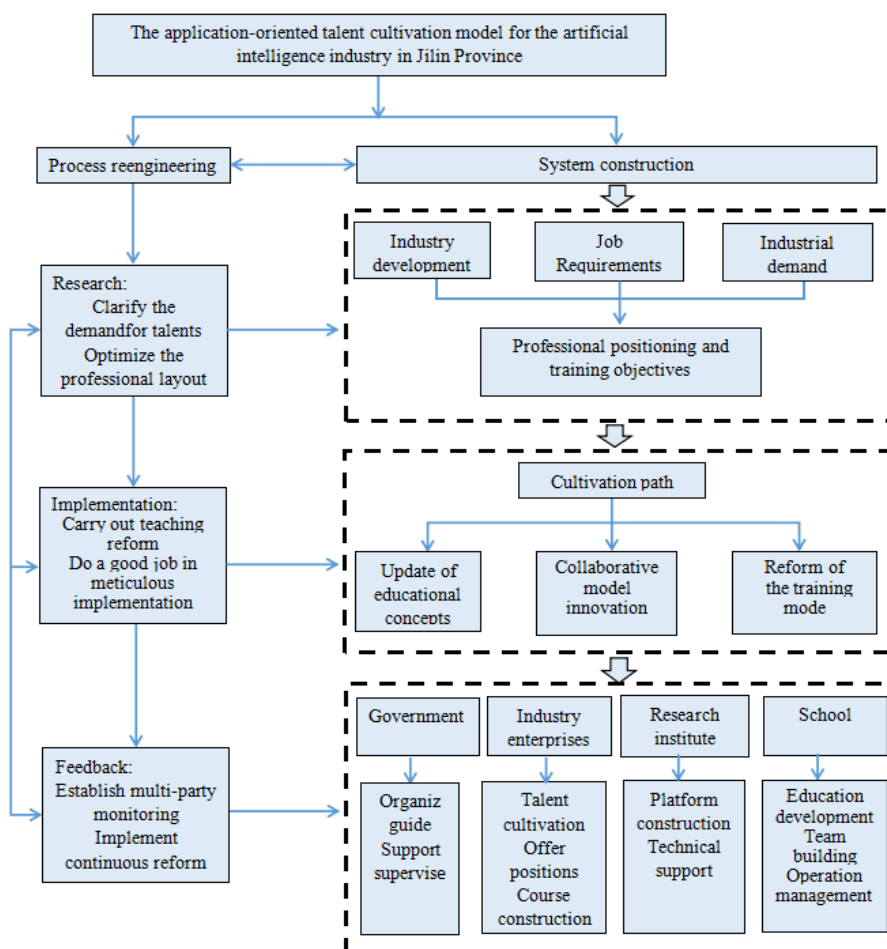 The application-oriented talent cultivation model for the artificial
intelligence industry in Jilin Province
Process reengineering
System construction
Industry
development
Job
Requirements
Industrial
demand
Research:
Clarify the
demandfor talents
Optimize the
professional layout
Professional positioning and
training objectives
Cultivation path
Implementation:
Carry out teaching
reform
Do a good job in
meticulous
implementation
Update of
educational
concepts
Collaborative
model
innovation
Reform of
the training
mode
Government
Industry
enterprises
Research
institute
School
Feedback:
Establish multi-party
monitoring
Implement
continuous reform
Organiz
guide
Support
supervise
Talent
cultivation
Offer
positions
Course
construction
Platform
construction
Technical
support
Education
development
Team
building
Operation
management